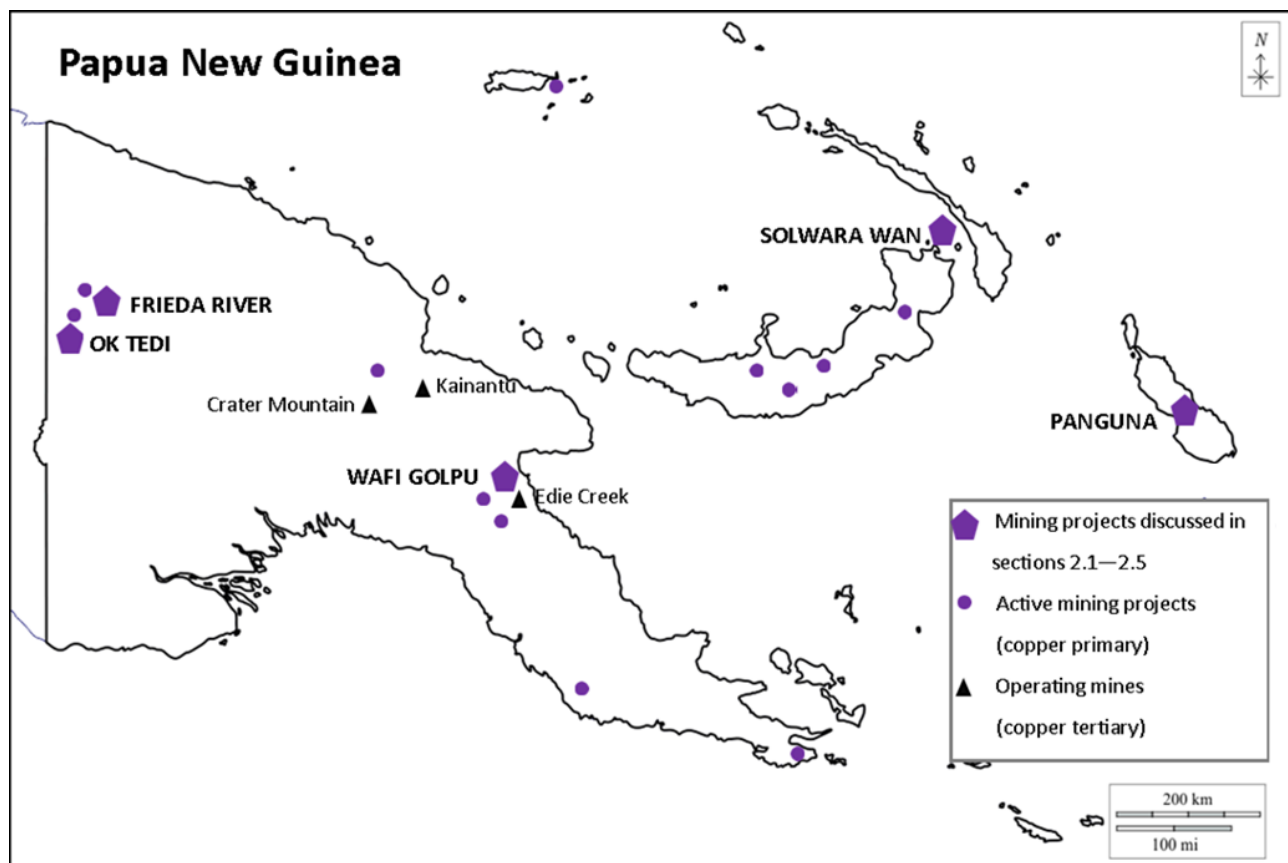 Papua New Guinea
N
SOLWARA WAN
FRIEDA RIVER
OK TEDI
Kainantu
Crater Mountain
PANGUNA
WAFI GOLPU
Edie Creek
Mining projects discussed in
sections 2.1—2.5
Active mining projects
(copper primary)
Operating mines
(copper tertiary)
200 km
100 mi